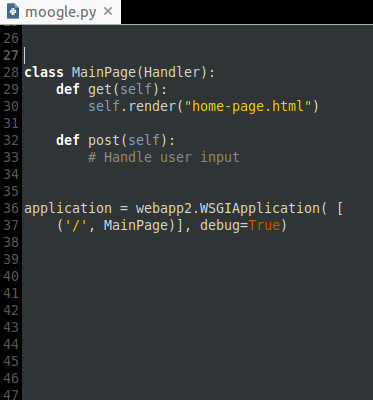 moogle.py ×
26
27
28 class MainPage(Handler):
29     def get(self):
30         self.render("home-page.html")
31
32     def post(self):
33         # Handle user input
34
35
36 application = webapp2.WSGIApplication( [
37     ('/', MainPage)], debug=True)
38
39
40
41
42
43
44
45
46
47